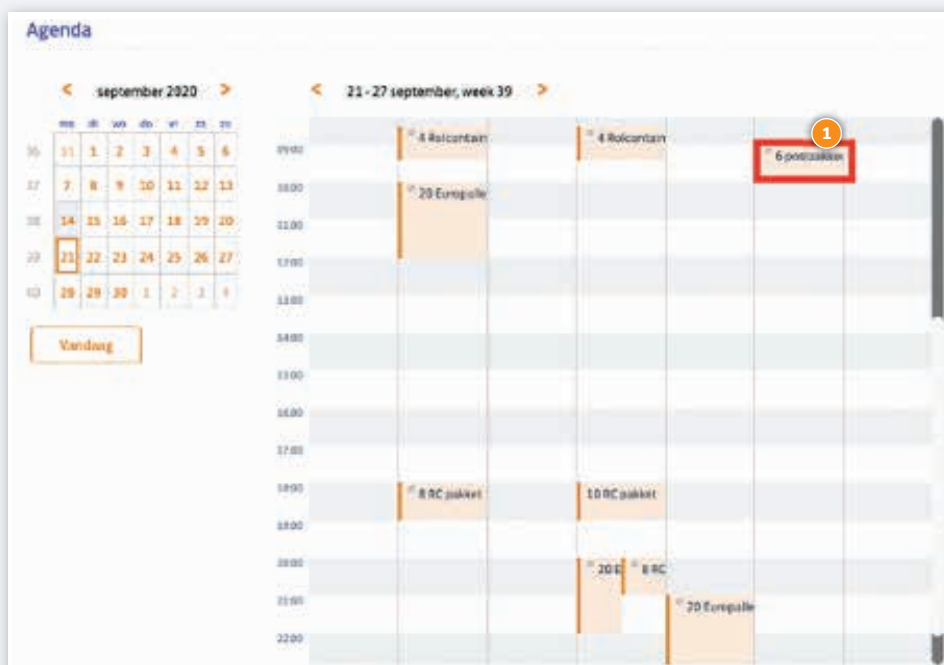 Agenda
< september 2020 >
ma di wo do vr za zo
36 31 1 2 3 4 5 6
37 7 8 9 10 11 12 13
38 14 15 16 17 18 19 20
39 21 22 23 24 25 26 27
40 28 29 30 1 2 3 4
Vandaag
< 21 - 27 september, week 39 >
1
4 Rolcontain
4 Rolcontain
09:00
6 postpakket
10:00
20 Europalle
11:00
12:00
13:00
14:00
15:00
16:00
17:00
18:00
8 RC pakket
10 RC pakket
19:00
20:00
20 E
8 RC
21:00
20 Europalle
22:00